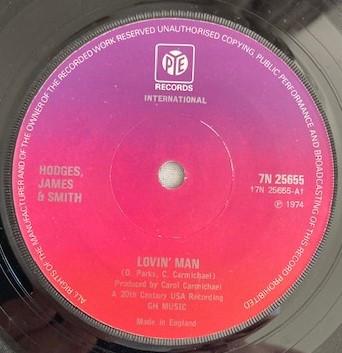 ALL RIGHTS OF THE MANUFACTURER AND OF THE OWNER OF THE RECORDED WORK RESERVED UNAUTHORISED COPYING, PUBLIC PERFORMANCE AND BROADCASTING OF THIS RECORD PROHIBITED
PYE
RECORDS
INTERNATIONAL
HODGES,
JAMES
& SMITH
7N 25655
17N 25655-A1
℗ 1974
LOVIN' MAN
(D. Parks, C. Carmichael)
Produced by Carol Carmichael
A 20th Century USA Recording
GH MUSIC
Made in England